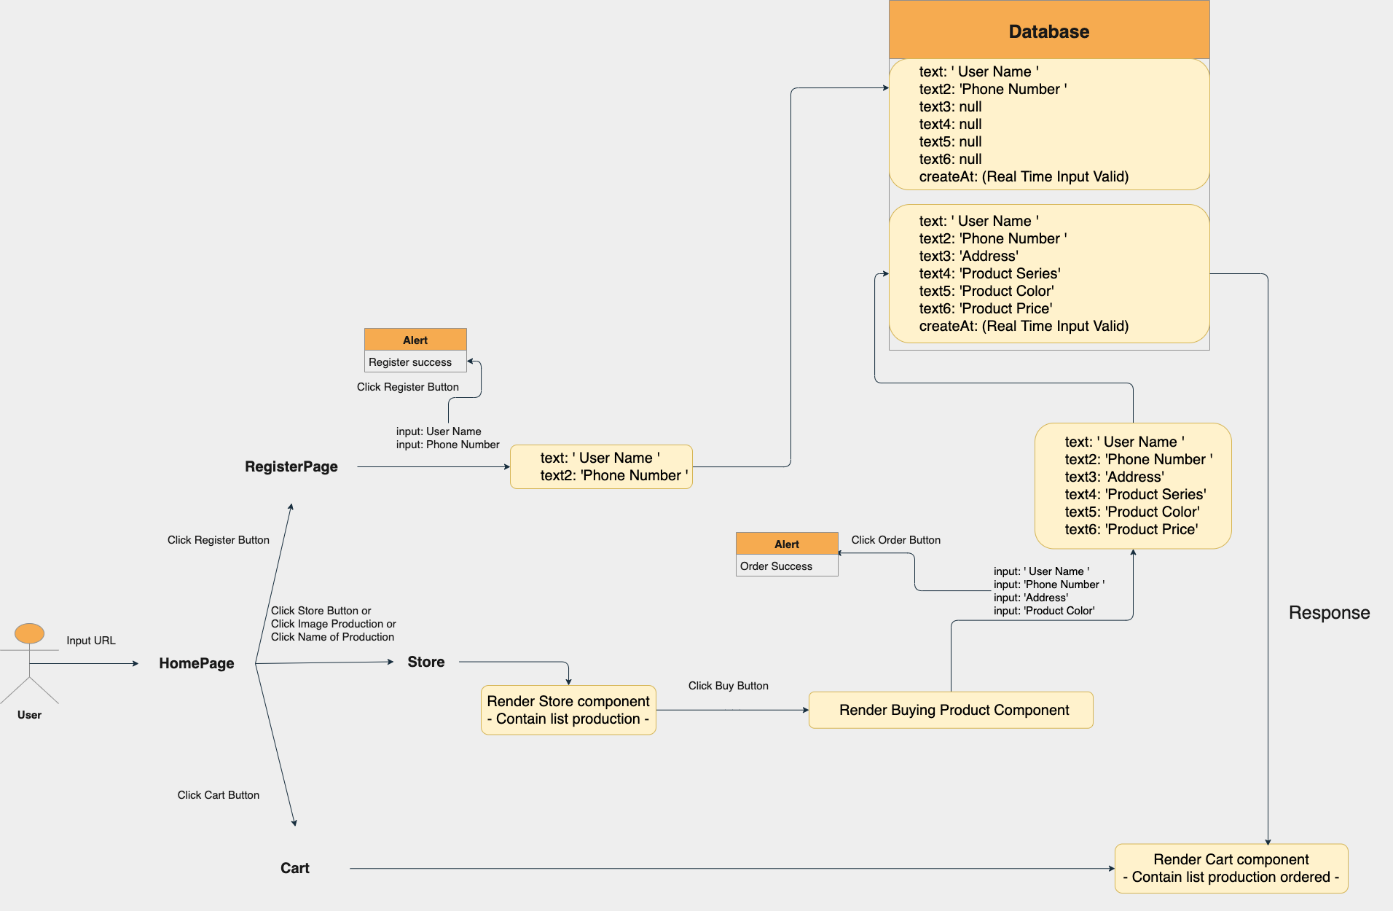 Database
text: ' User Name '
text2: 'Phone Number '
text3: null
text4: null
text5: null
text6: null
createAt: (Real Time Input Valid)
text: ' User Name '
text2: 'Phone Number '
text3: 'Address'
text4: 'Product Series'
text5: 'Product Color'
text6: 'Product Price'
createAt: (Real Time Input Valid)
Alert
Register success
Click Register Button
input: User Name
input: Phone Number
RegisterPage
text: ' User Name '
text2: 'Phone Number '
text: ' User Name '
text2: 'Phone Number '
text3: 'Address'
text4: 'Product Series'
text5: 'Product Color'
text6: 'Product Price'
Click Register Button
Alert
Order Success
Click Order Button
input: ' User Name '
input: 'Phone Number '
input: 'Address'
input: 'Product Color'
Response
Click Store Button or
Click Image Production or
Click Name of Production
Input URL
User
HomePage
Store
Render Store component
- Contain list production -
Click Buy Button
Render Buying Product Component
Click Cart Button
Cart
Render Cart component
- Contain list production ordered -